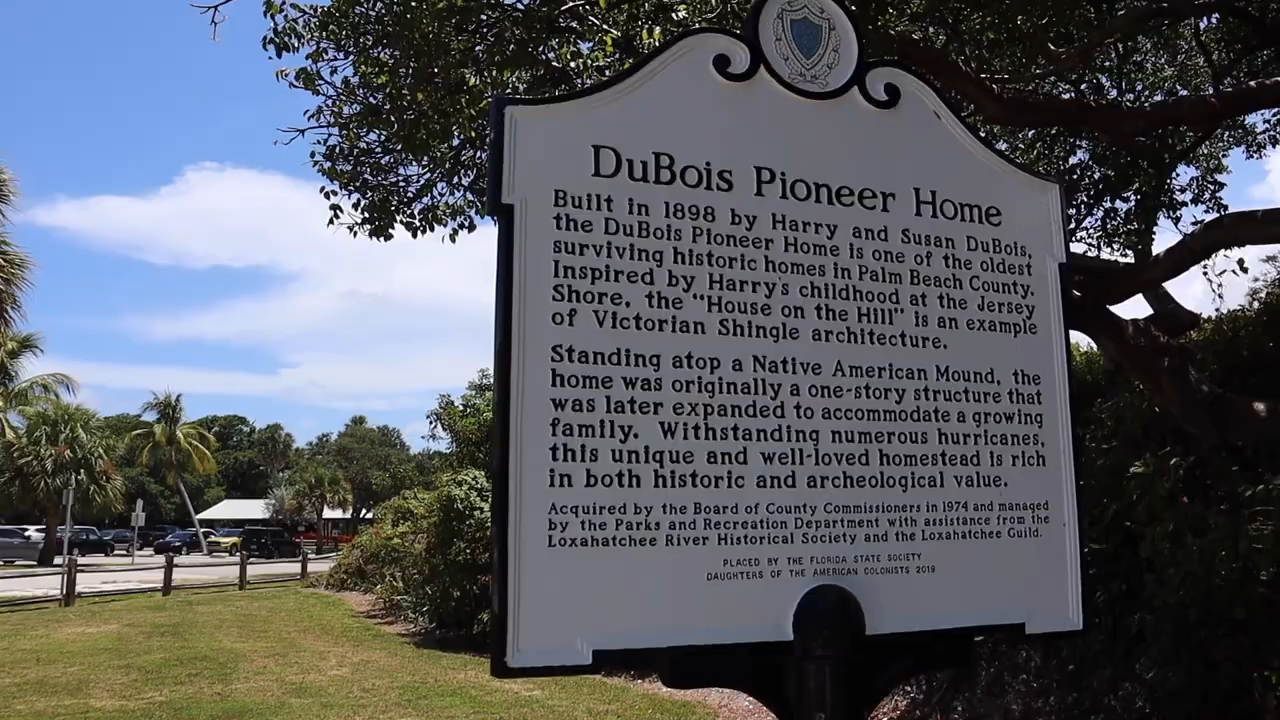 DuBois Pioneer Home
Built in 1898 by Harry and Susan DuBois,
the DuBois Pioneer Home is one of the oldest
surviving historic homes in Palm Beach County.
Inspired by Harry's childhood at the Jersey
Shore, the "House on the Hill" is an example
of Victorian Shingle architecture.
Standing atop a Native American Mound, the
home was originally a one-story structure that
was later expanded to accommodate a growing
family. Withstanding numerous hurricanes,
this unique and well-loved homestead is rich
in both historic and archeological value.
Acquired by the Board of County Commissioners in 1974 and managed
by the Parks and Recreation Department with assistance from the
Loxahatchee River Historical Society and the Loxahatchee Guild.
PLACED BY THE FLORIDA STATE SOCIETY
DAUGHTERS OF THE AMERICAN COLONISTS 2019